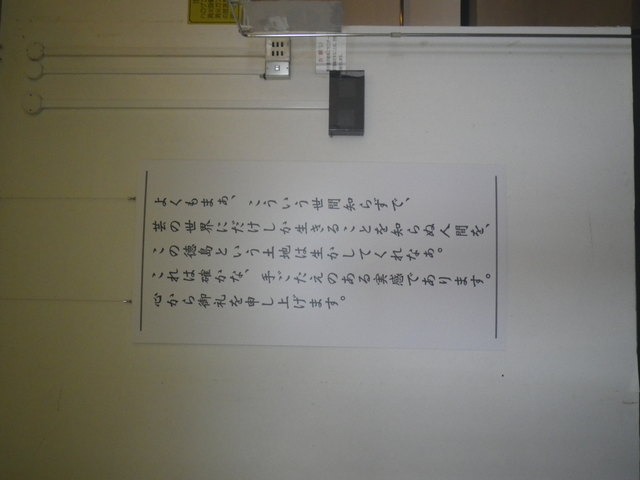 よくもまぁ、こういう世間知らずで、
芸の世界にだけしか生きることを知らぬ人間を、
この徳島という土地は生かしてくれなぁ。
これは確かな、手ごたえのある実感であります。
心から御礼を申し上げます。